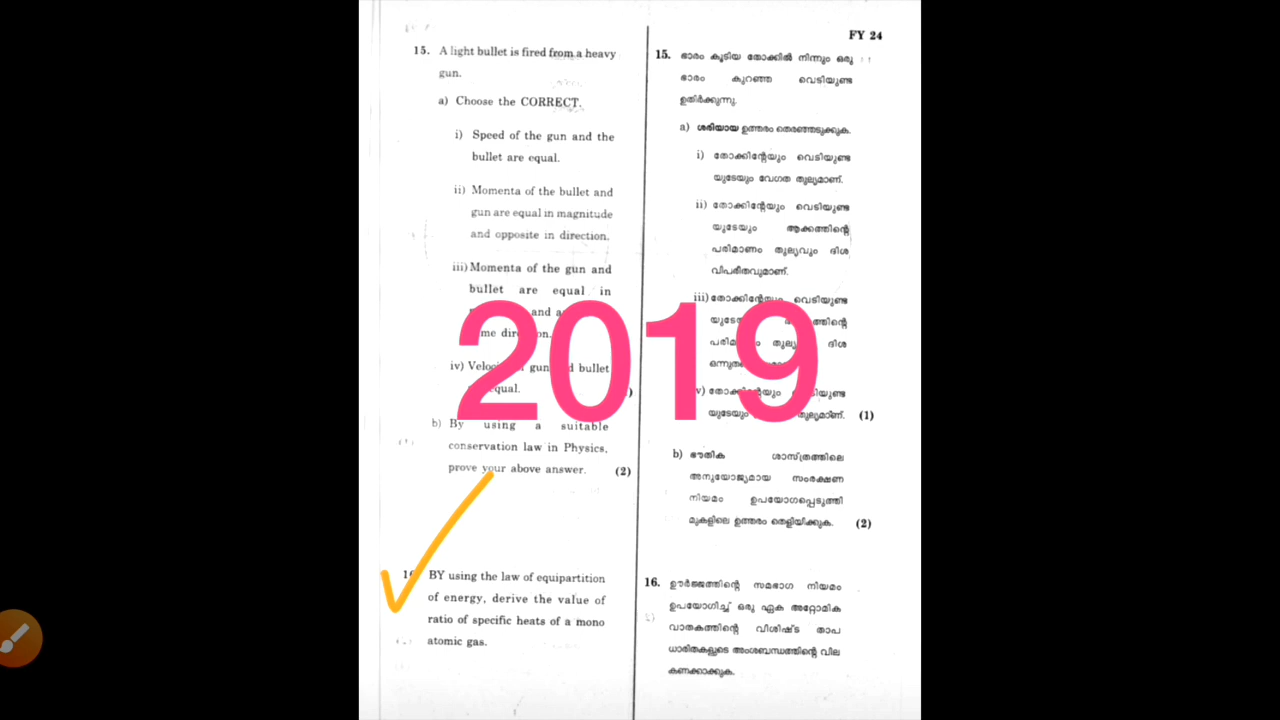 FY 24
15. A light bullet is fired from a heavy
gun.
a) Choose the CORRECT.
i) Speed of the gun and the
bullet are equal.
ii) Momenta of the bullet and
gun are equal in magnitude
and opposite in direction.
iii) Momenta of the gun and
bullet are equal in
and
iv) gun bullet
b) By using a suitable
conservation law in Physics,
prove your above answer. (2)
BY using the law of equipartition
of energy, derive the value of
ratio of specific heats of a mono
atomic gas.
15. ഭാരം കൂടിയ തോക്കിൽ നിന്നും ഒരു
ഭാരം കുറഞ്ഞ വെടിയുണ്ട
ഉതിർക്കുന്നു.
a) ശരിയായ ഉത്തരം തെരഞ്ഞടുക്കുക.
i) തോക്കിന്റേയും വെടിയുണ്ട
യുടേയും വേഗത തുല്യമാണ്.
ii) തോക്കിന്റേയും വെടിയുണ്ട
യുടേയും ആക്കത്തിന്റെ
പരിമാണം തുല്യവും ദിശ
വിപരീതവുമാണ്.
iii) തോക്കിന്റേയും വെടിയുണ്ട
ദിശ
വെടിയുണ്ട
തുല്യമാണ്. (1)
b) ഭൗതിക ശാസ്ത്രത്തിലെ
അനുയോജ്യമായ സംരക്ഷണ
നിയമം ഉപയോഗപ്പെടുത്തി
മുകളിലെ ഉത്തരം തെളിയിക്കുക. (2)
16. ഊർജ്ജത്തിന്റെ സമഭാഗ നിയമം
ഉപയോഗിച്ച് ഒരു ഏക അറ്റോമിക
വാതകത്തിന്റെ വിശിഷ്ട താപ
ധാരിതകളുടെ അംശബന്ധത്തിന്റെ വില
കണക്കാക്കുക.
2019